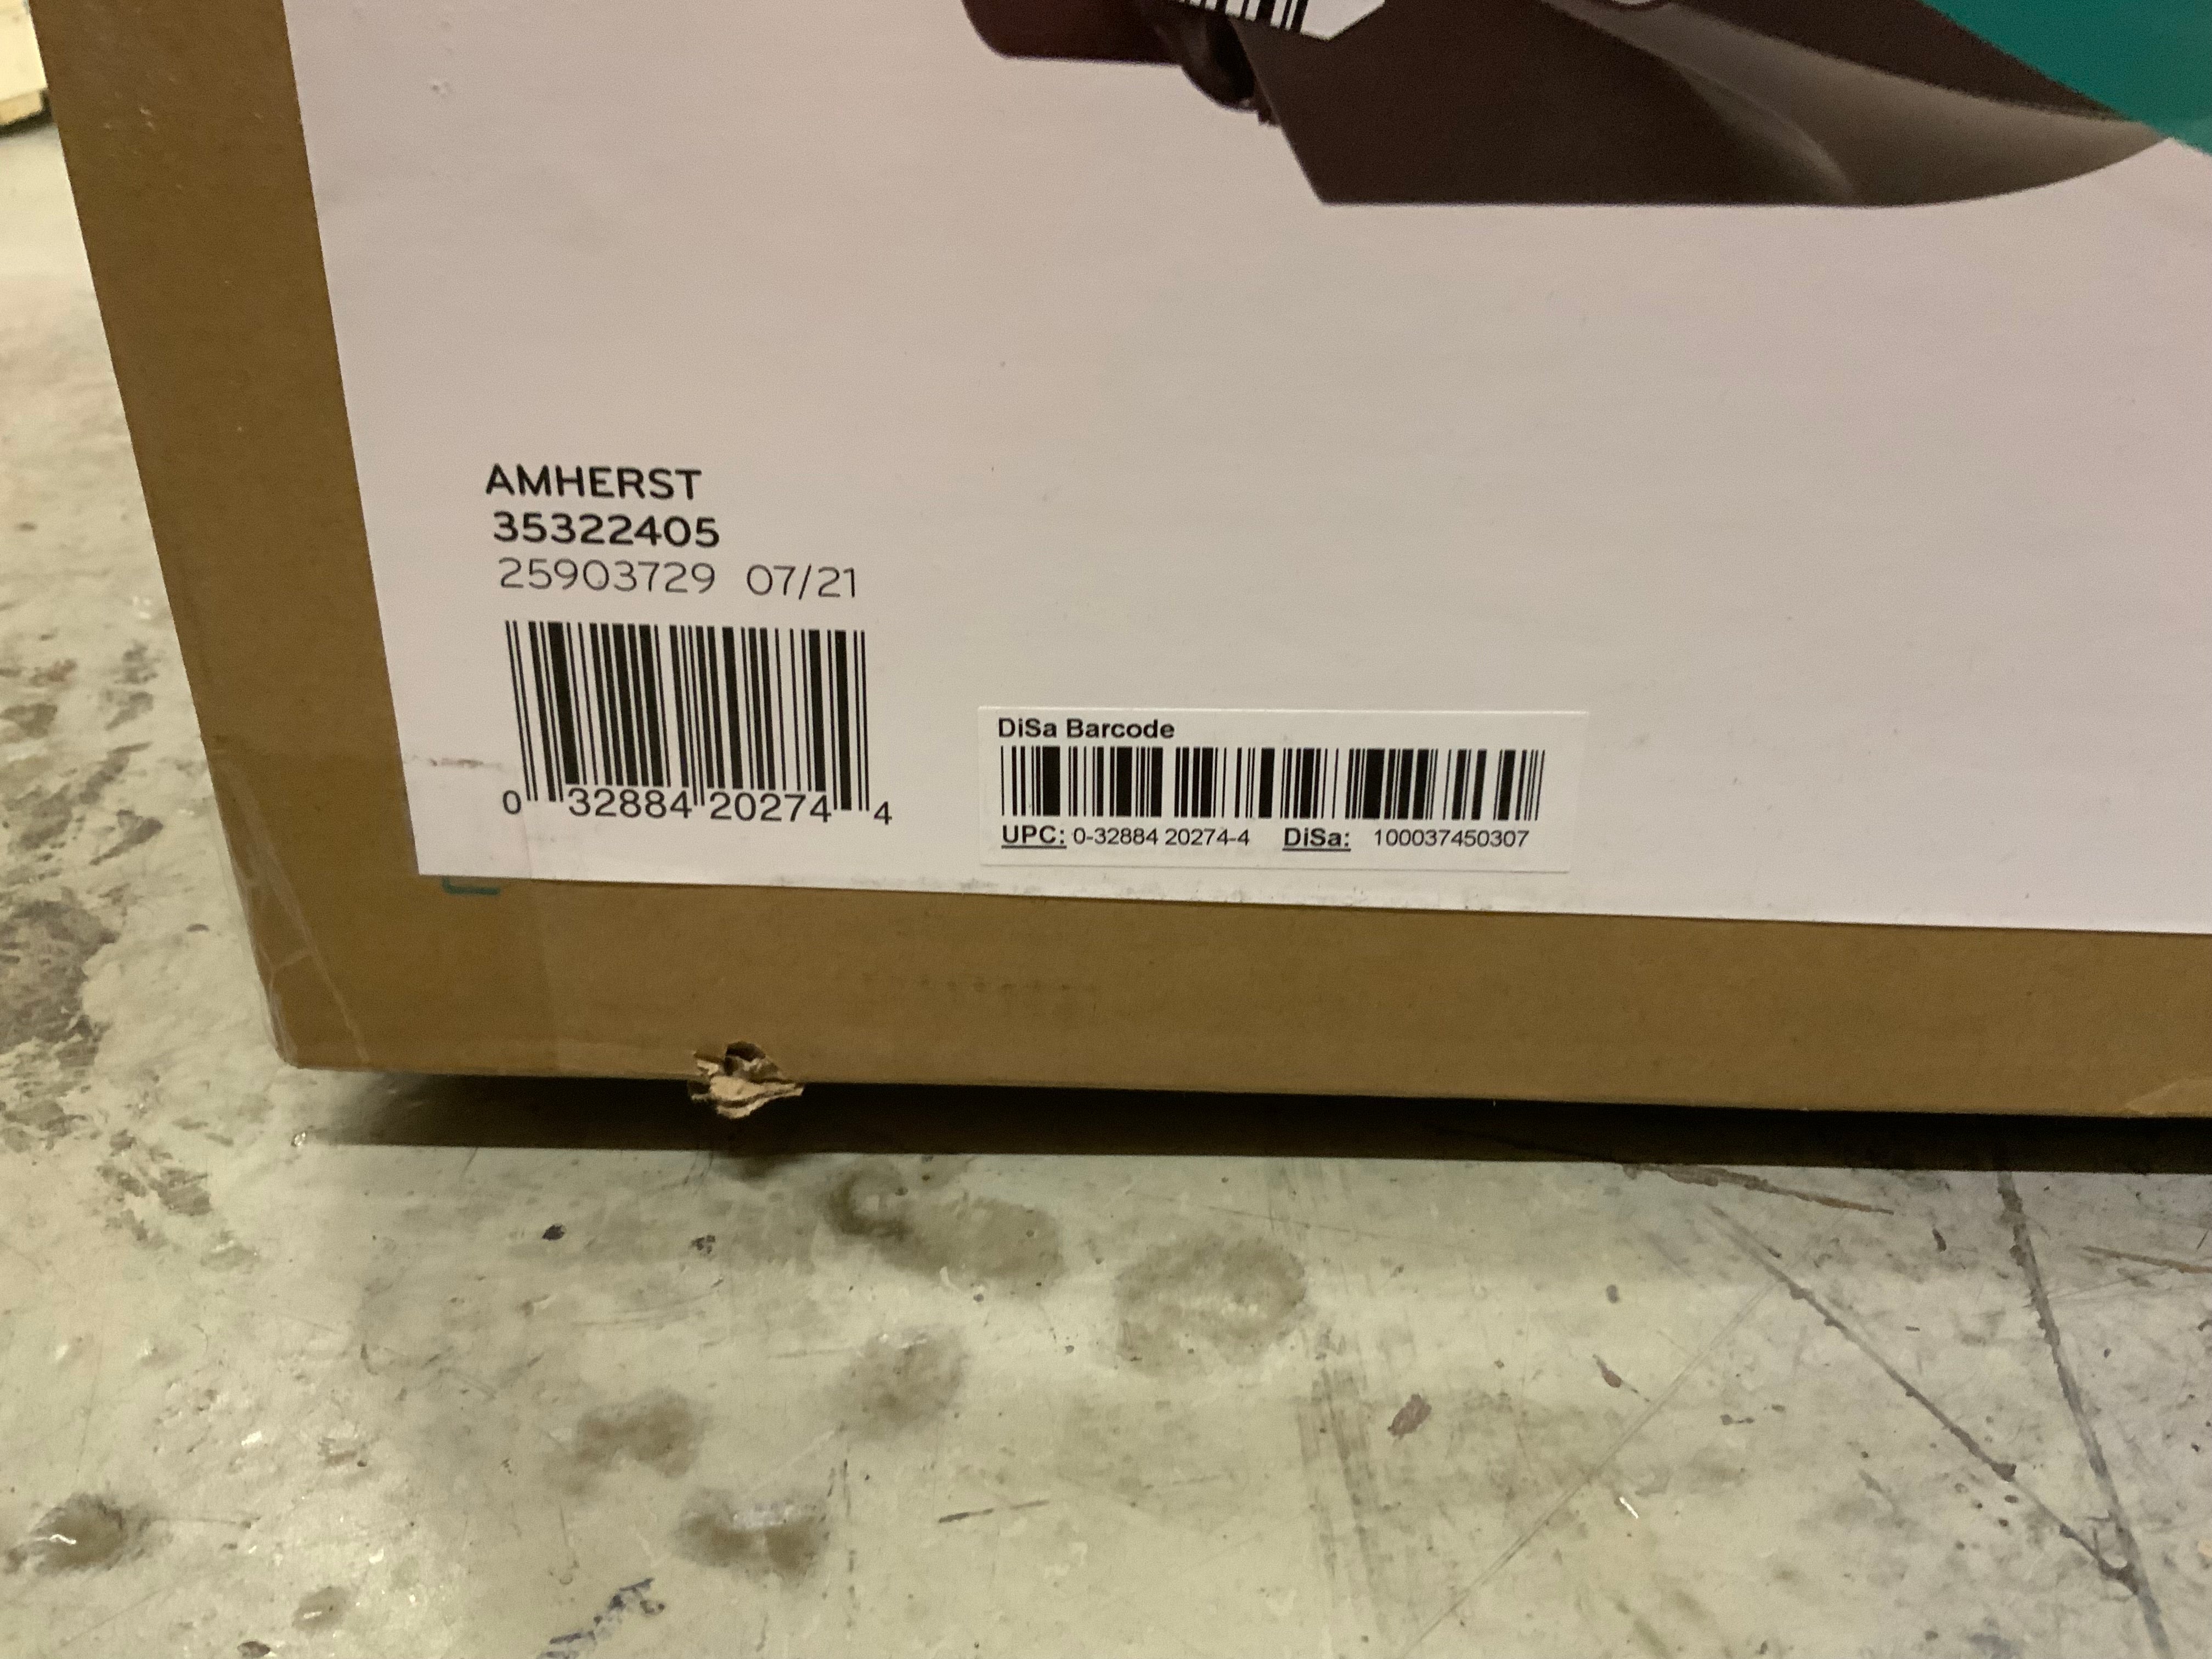 AMHERST
35322405
25903729 07/21
0 32884 20274 4
DiSa Barcode
UPC: 0-32884 20274-4 DiSa: 100037450307